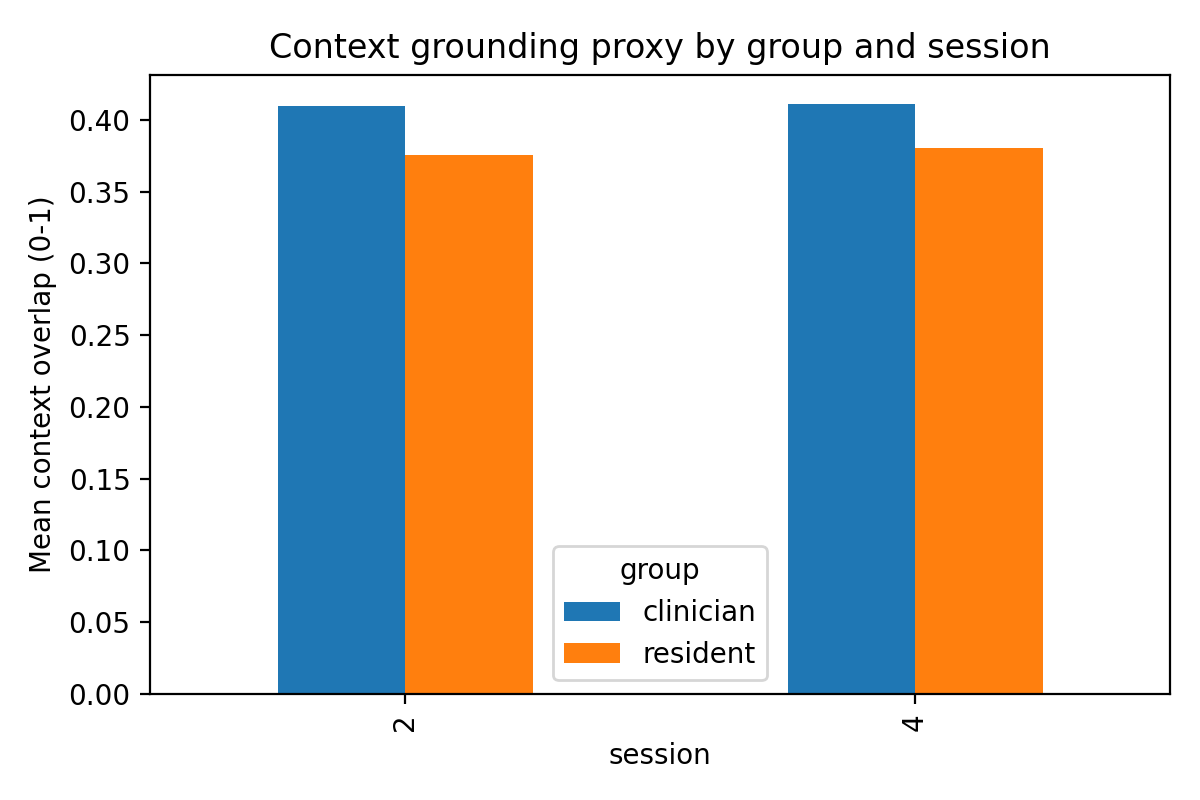 Context grounding proxy by group and session
Mean context overlap (0-1)
0.40
0.35
0.30
0.25
0.20
0.15
0.10
0.05
0.00
group
clinician
resident
2
4
session